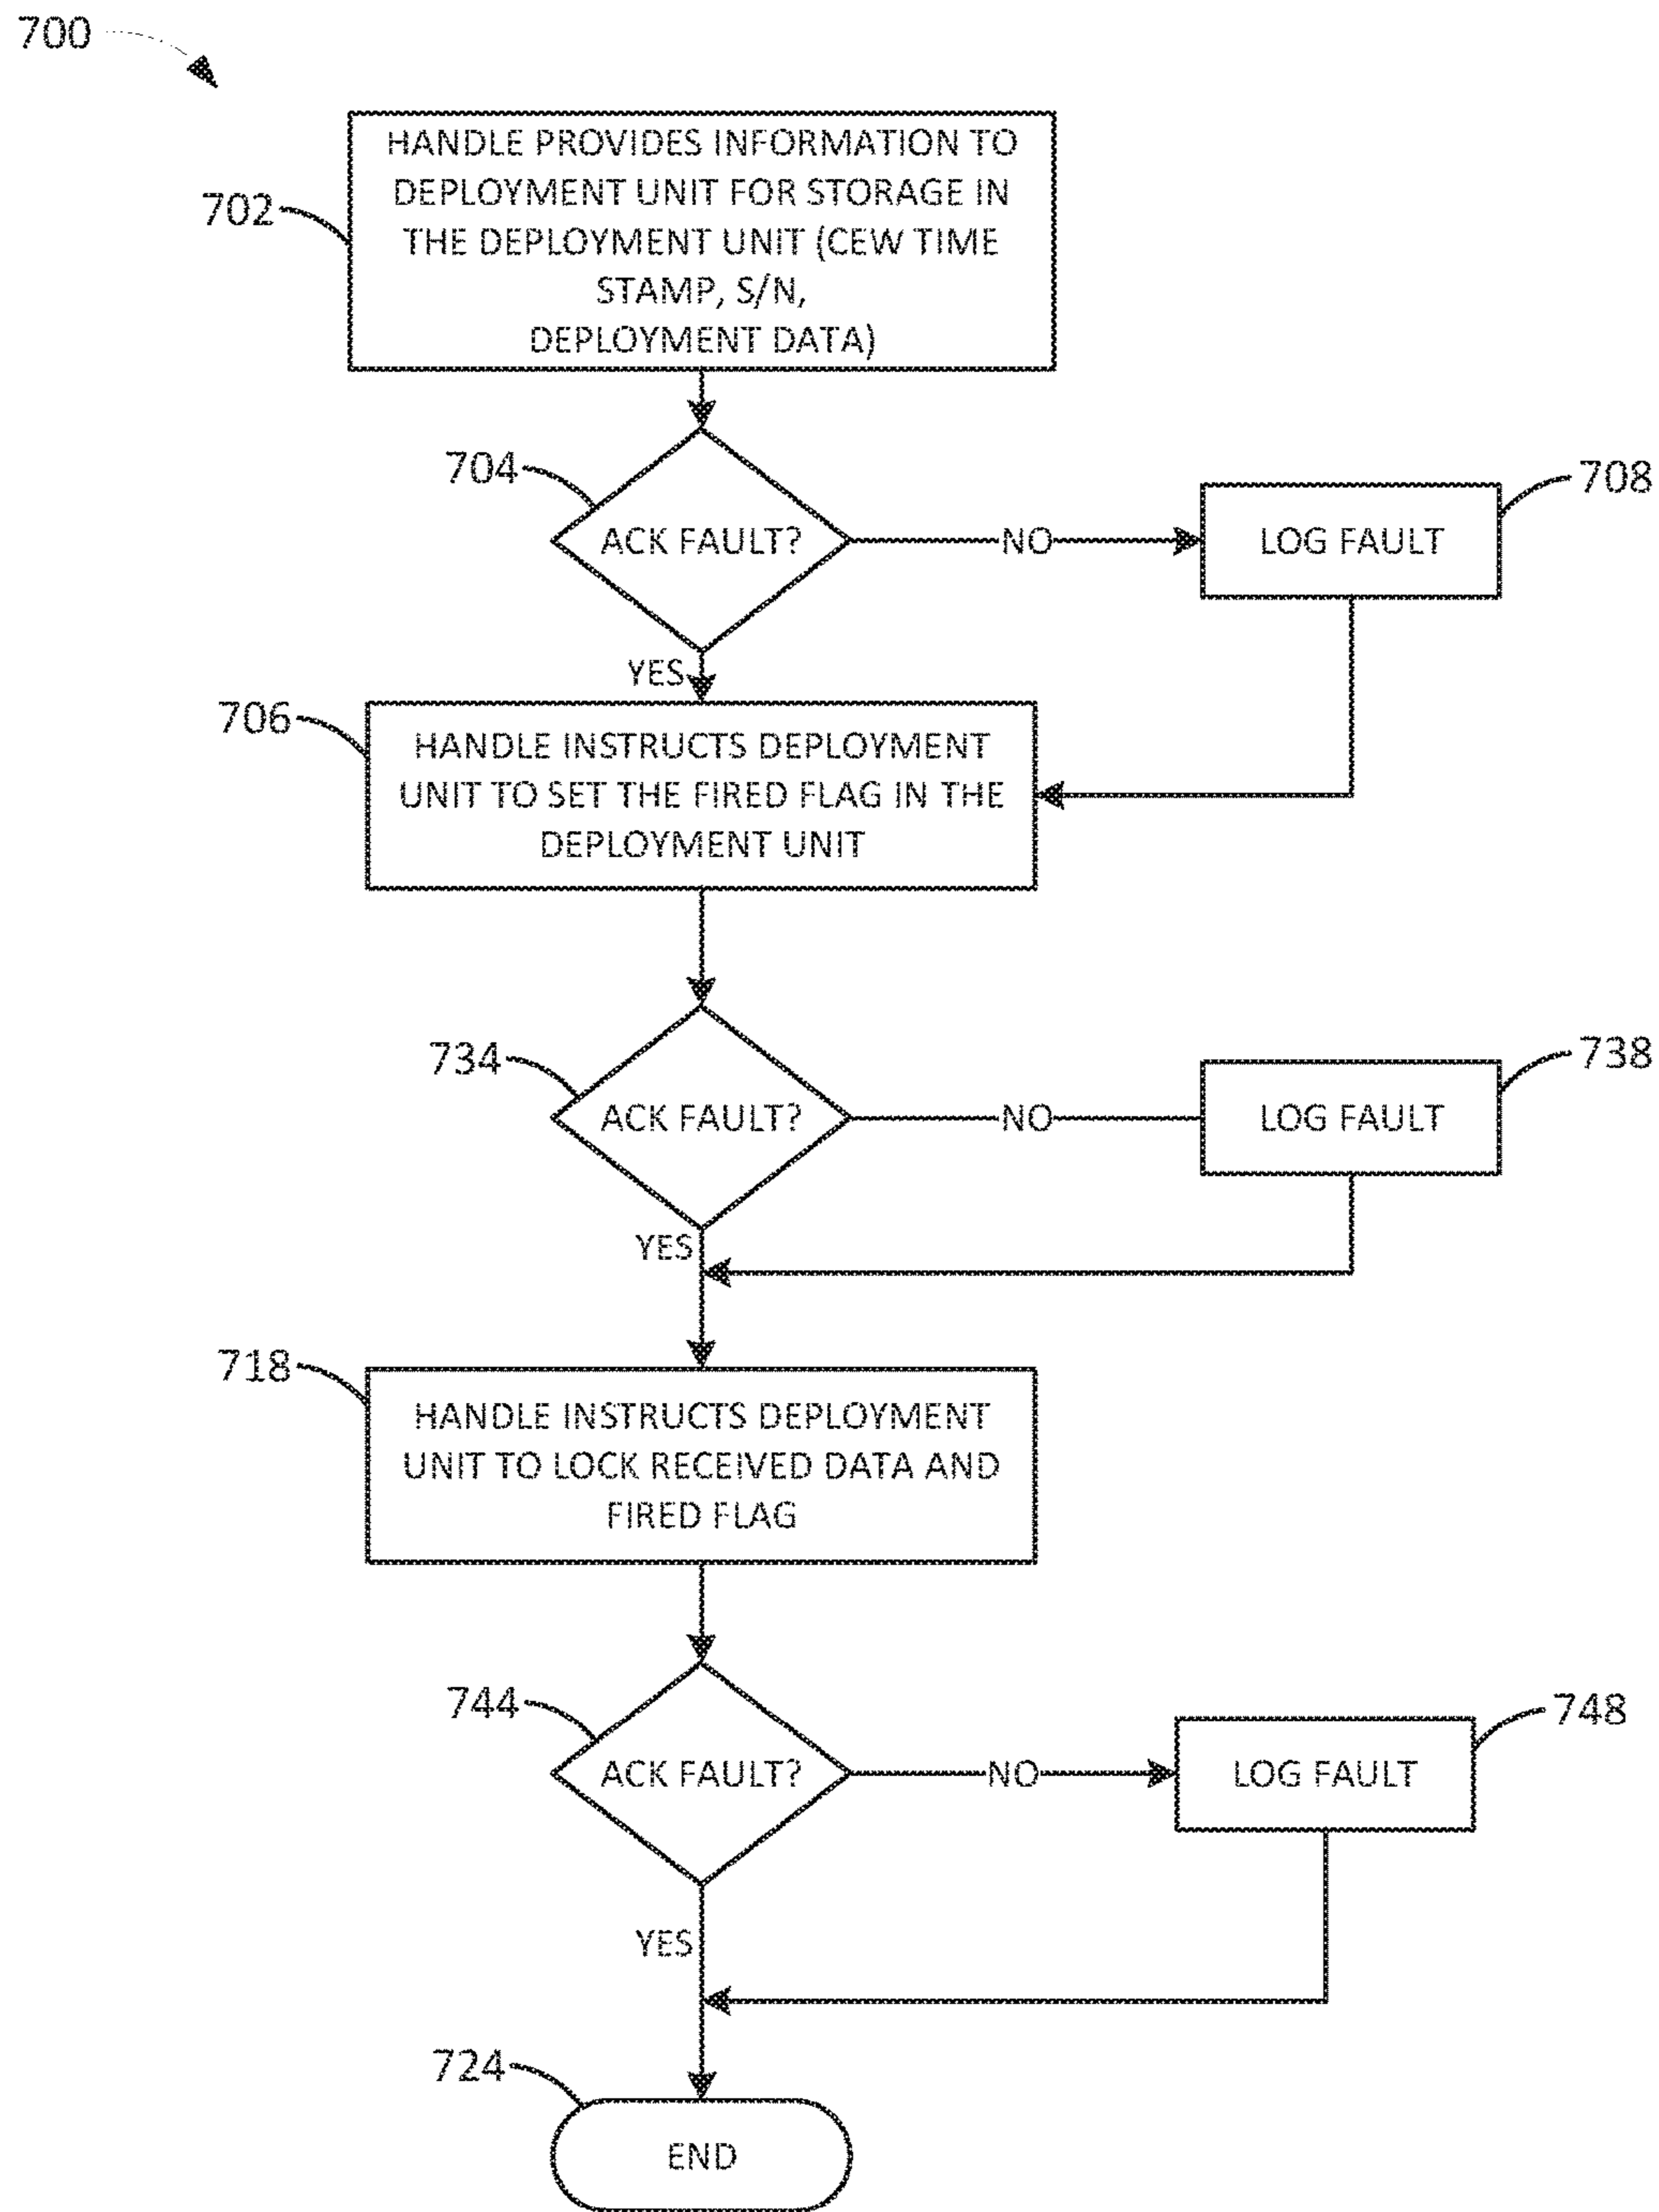 700
HANDLE PROVIDES INFORMATION TO
DEPLOYMENT UNIT FOR STORAGE IN
THE DEPLOYMENT UNIT (CEW TIME
STAMP, S/N,
DEPLOYMENT DATA)
702
704
ACK FAULT?
NO
LOG FAULT
708
YES
706
HANDLE INSTRUCTS DEPLOYMENT
UNIT TO SET THE FIRED FLAG IN THE
DEPLOYMENT UNIT
734
ACK FAULT?
NO
LOG FAULT
738
YES
718
HANDLE INSTRUCTS DEPLOYMENT
UNIT TO LOCK RECEIVED DATA AND
FIRED FLAG
744
ACK FAULT?
NO
LOG FAULT
748
YES
724
END